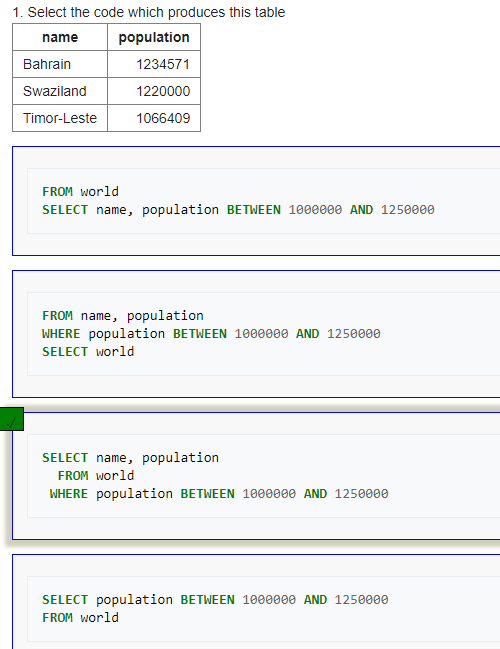 1. Select the code which produces this table
name population
Bahrain 1234571
Swaziland 1220000
Timor-Leste 1066409
FROM world
SELECT name, population BETWEEN 1000000 AND 1250000
FROM name, population
WHERE population BETWEEN 1000000 AND 1250000
SELECT world
SELECT name, population
FROM world
WHERE population BETWEEN 1000000 AND 1250000
SELECT population BETWEEN 1000000 AND 1250000
FROM world